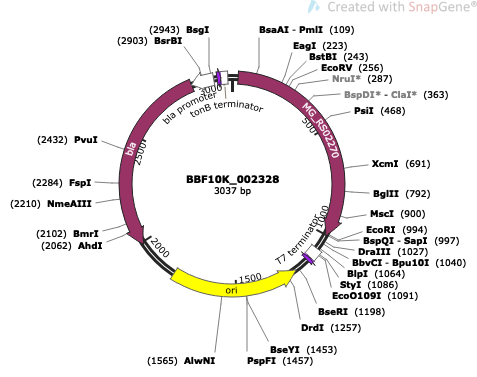 Created with SnapGene®
(2943) BsgI
BsaAI - PmlI (109)
(2903) BsrBI
EagI (223)
BstBI (243)
EcoRV (256)
NruI* (287)
BspDI* - ClaI* (363)
PsiI (468)
bla promoter
3000
tonB terminator
MG_RS02270
500
(2432) PvuI
bla
2500
XcmI (691)
BBF10K_002328
3037 bp
(2284) FspI
(2210) NmeAIII
BglII (792)
MscI (900)
1000
EcoRI (994)
BspQI - SapI (997)
(2102) BmrI
(2062) AhdI
DraIII (1027)
BbvCI - Bpu10I (1040)
2000
T7 terminator
BlpI (1064)
StyI (1086)
EcoO109I (1091)
1500
ori
BseRI (1198)
DrdI (1257)
BseYI (1453)
(1565) AlwNI
PspFI (1457)